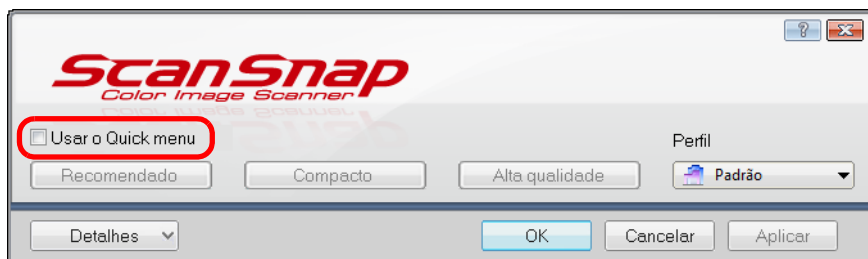 ScanSnap
Color Image Scanner
Usar o Quick menu
Perfil
Recomendado
Compacto
Alta qualidade
Padrão
Detalhes
OK
Cancelar
Aplicar